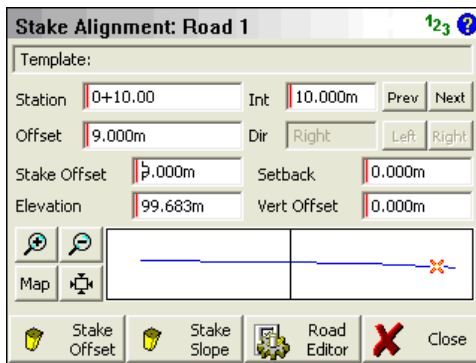 Stake Alignment: Road 1 123 ?
Template:
Station 0+10.00 Int 10.000m Prev Next
Offset 9.000m Dir Right Left Right
Stake Offset .000m Setback 0.000m
Elevation 99.683m Vert Offset 0.000m
Map
Stake Offset Stake Slope Road Editor Close